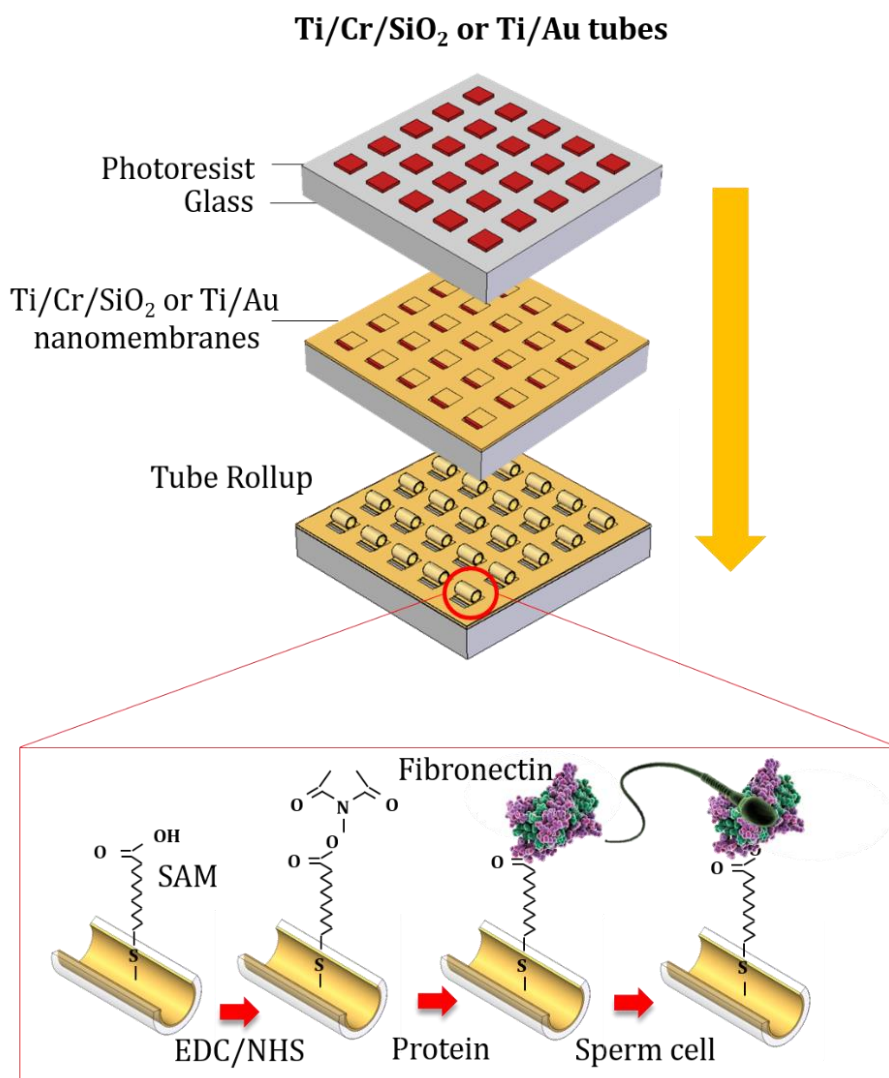 Ti/Cr/SiO₂ or Ti/Au tubes
Photoresist
Glass
Ti/Cr/SiO₂ or Ti/Au
nanomembranes
Tube Rollup
Fibronectin
O OH
SAM
S
O N O
O
O
S
O
S
O O
S
EDC/NHS
Protein
Sperm cell